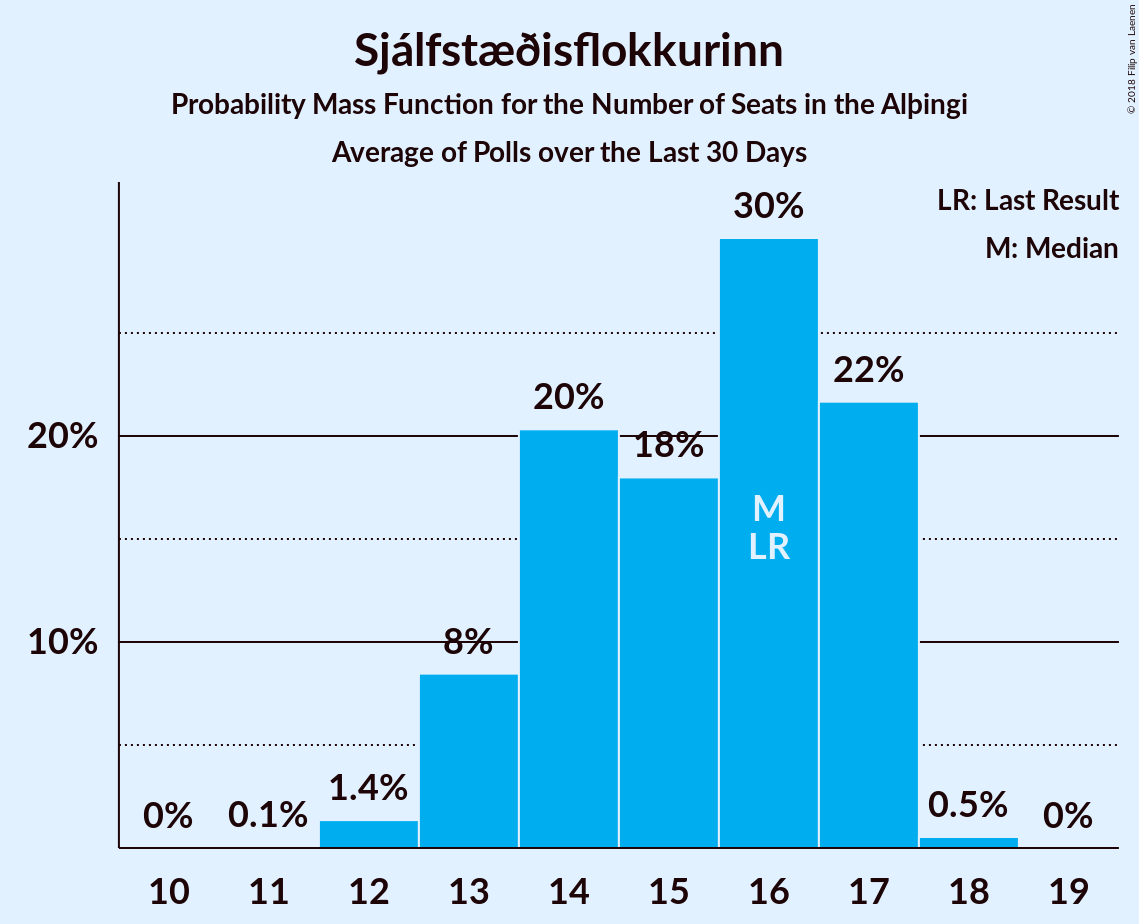 Sjálfstæðisflokkurinn
Probability Mass Function for the Number of Seats in the Alþingi
Average of Polls over the Last 30 Days
© 2018 Filip van Laenen
LR: Last Result
M: Median
30%
22%
20%
18%
20%
M
LR
10%
8%
1.4%
0%
0.1%
0.5%
0%
10 11 12 13 14 15 16 17 18 19